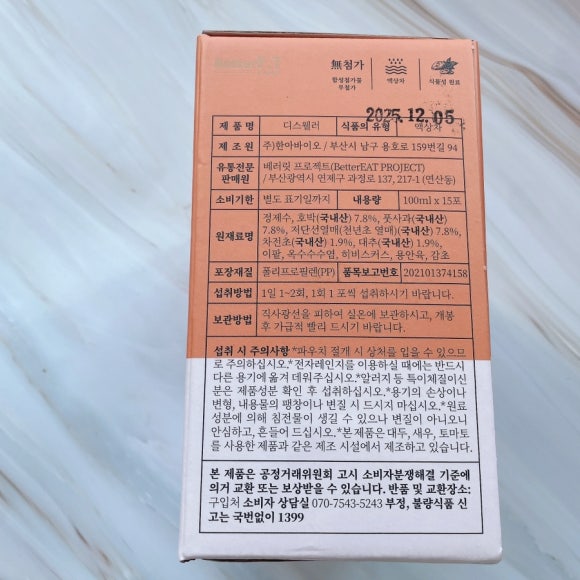 無첨가
합성첨가물
무첨가
액상차
식물성 원료
2025.12.05
제 품 명 디스웰러 식품의 유형 액상차
제 조 원 주)한아바이오 / 부산시 남구 용호로 159번길 94
유통전문 판매원 베러잇 프로젝트(BetterEAT PROJECT)
/ 부산광역시 연제구 과정로 137, 217-1 (연산동)
소비기한 별도 표기일까지 내용량 100ml x 15포
원재료명 정제수, 호박(국내산) 7.8%, 풋사과(국내산)
7.8%, 저단선열매(천년초 열매)(국내산) 7.8%,
차전초(국내산) 1.9%, 대추(국내산) 1.9%,
이팥, 옥수수수염, 히비스커스, 용안육, 감초
포장재질 폴리프로필렌(PP) 품목보고번호 202101374158
섭취방법 1일 1~2회, 1회 1포 씩 섭취하시기 바랍니다.
보관방법 직사광선을 피하여 실온에 보관하시고, 개봉
후 가급적 빨리 드시기 바랍니다.
섭취 시 주의사항 *파우치 절개 시 상처를 입을 수 있으므
로 주의하십시오.*전자레인지를 이용하실 때에는 반드시
다른 용기에 옮겨 데워주십시오.*알러지 등 특이체질이신
분은 제품성분 확인 후 섭취하십시오.*용기의 손상이나
변형, 내용물의 팽창이나 변질 시 드시지 마십시오.*원료
성분에 의해 침전물이 생길 수 있으나 변질이 아니오니
안심하고, 흔들어 드십시오.*본 제품은 대두, 새우, 토마토
를 사용한 제품과 같은 제조 시설에서 제조하고 있습니다.
본 제품은 공정거래위원회 고시 소비자분쟁해결 기준에
의거 교환 또는 보상받을 수 있습니다. 반품 및 교환장소:
구입처 소비자 상담실 070-7543-5243 부정, 불량식품 신
고는 국번없이 1399